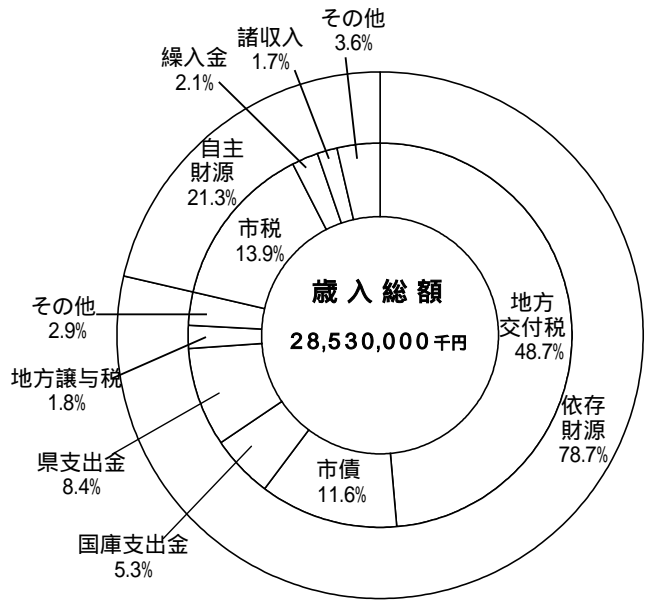 その他
3.6%
諸収入
1.7%
繰入金
2.1%
自主
財源
21.3%
市税
13.9%
その他
2.9%
地方譲与税
1.8%
県支出金
8.4%
国庫支出金
5.3%
市債
11.6%
地方
交付税
48.7%
依存
財源
78.7%
歳入総額
28,530,000千円